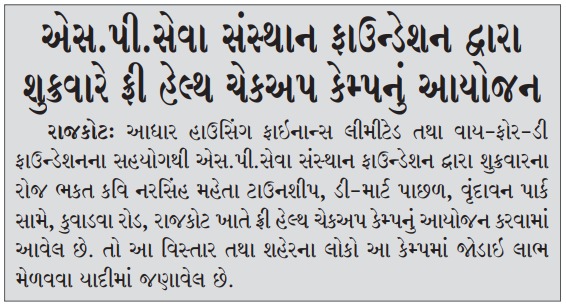 એસ.પી.સેવા સંસ્થાન ફાઉન્ડેશન દ્વારા
શુક્રવારે ફ્રી હેલ્થ ચેકઅપ કેમ્પનું આયોજન
રાજકોટઃ આધાર હાઉસિંગ ફાઇનાન્સ લીમીટેડ તથા વાય-ફોર-ડી
ફાઉન્ડેશનના સહયોગથી એસ.પી.સેવા સંસ્થાન ફાઉન્ડેશન દ્વારા શુક્રવારના
રોજ ભકત કવિ નરસિંહ મહેતા ટાઉનશીપ, ડી-માર્ટ પાછળ, વૃંદાવન પાર્ક
સામે, કુવાડવા રોડ, રાજકોટ ખાતે ફ્રી હેલ્થ ચેકઅપ કેમ્પનું આયોજન કરવામાં
આવેલ છે. તો આ વિસ્તાર તથા શહેરના લોકો આ કેમ્પમાં જોડાઇ લાભ
મેળવવા યાદીમાં જણાવેલ છે.